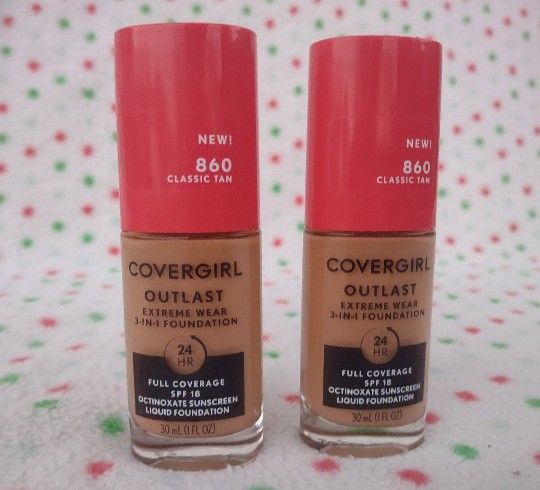 NEW!
860
CLASSIC TAN
COVERGIRL
OUTLAST
EXTREME WEAR
3-IN-1 FOUNDATION
24
HR
FULL COVERAGE
SPF 18
OCTINOXATE SUNSCREEN
LIQUID FOUNDATION
30 mL (1 FL OZ)
NEW!
860
CLASSIC TAN
COVERGIRL
OUTLAST
EXTREME WEAR
3-IN-1 FOUNDATION
24
HR
FULL COVERAGE
SPF 18
OCTINOXATE SUNSCREEN
LIQUID FOUNDATION
30 mL (1 FL OZ)